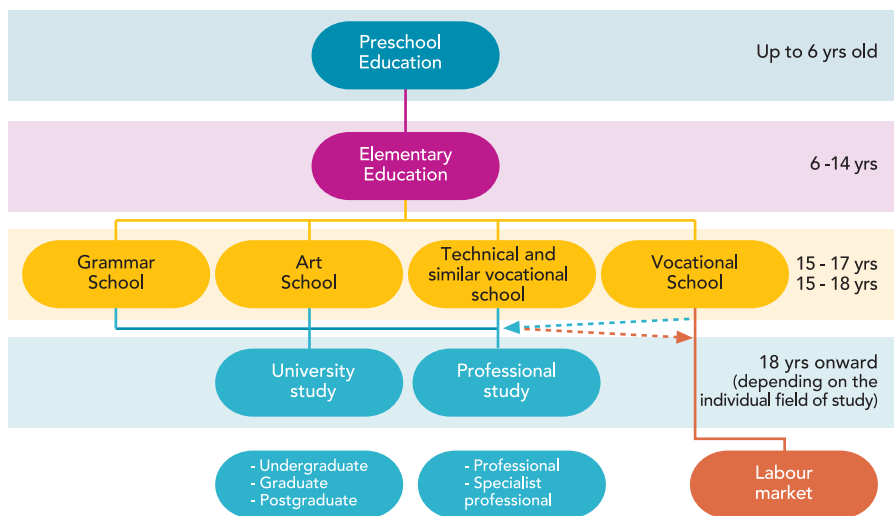 Preschool
Education
Up to 6 yrs old
Elementary
Education
6 -14 yrs
Grammar
School
Art
School
Technical and
similar vocational
school
Vocational
School
15 - 17 yrs
15 - 18 yrs
University
study
Professional
study
18 yrs onward
(depending on the
individual field of study)
- Undergraduate
- Graduate
- Postgraduate
- Professional
- Specialist
professional
Labour
market